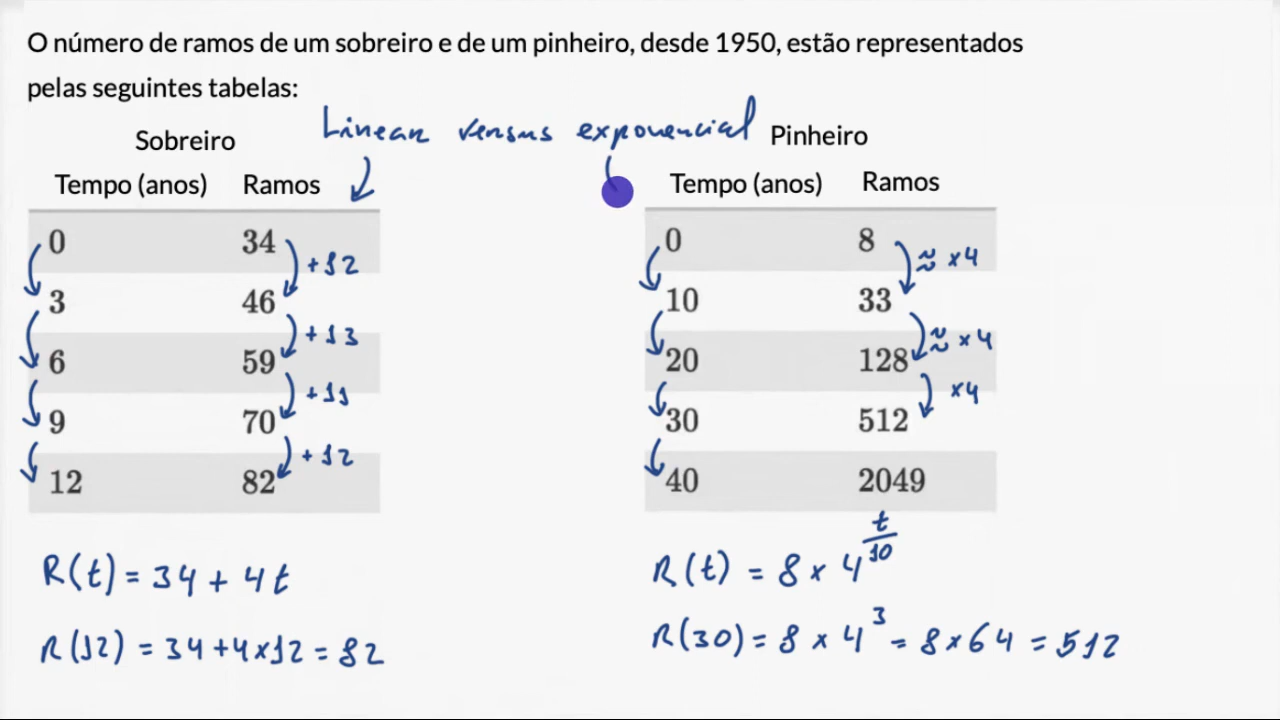 O número de ramos de um sobreiro e de um pinheiro, desde 1950, estão representados
pelas seguintes tabelas:
Linear versus exponencial
Sobreiro
Tempo (anos) Ramos
0 34
+12
3 46
+13
6 59
+11
9 70
+12
12 82
R(t) = 34 + 4t
R(12) = 34+4×12 = 82
Pinheiro
Tempo (anos) Ramos
0 8
≈ ×4
10 33
≈ ×4
20 128
×4
30 512
40 2049
R(t) = 8 × 4^(t/10)
R(30) = 8 × 4³ = 8×64 = 512